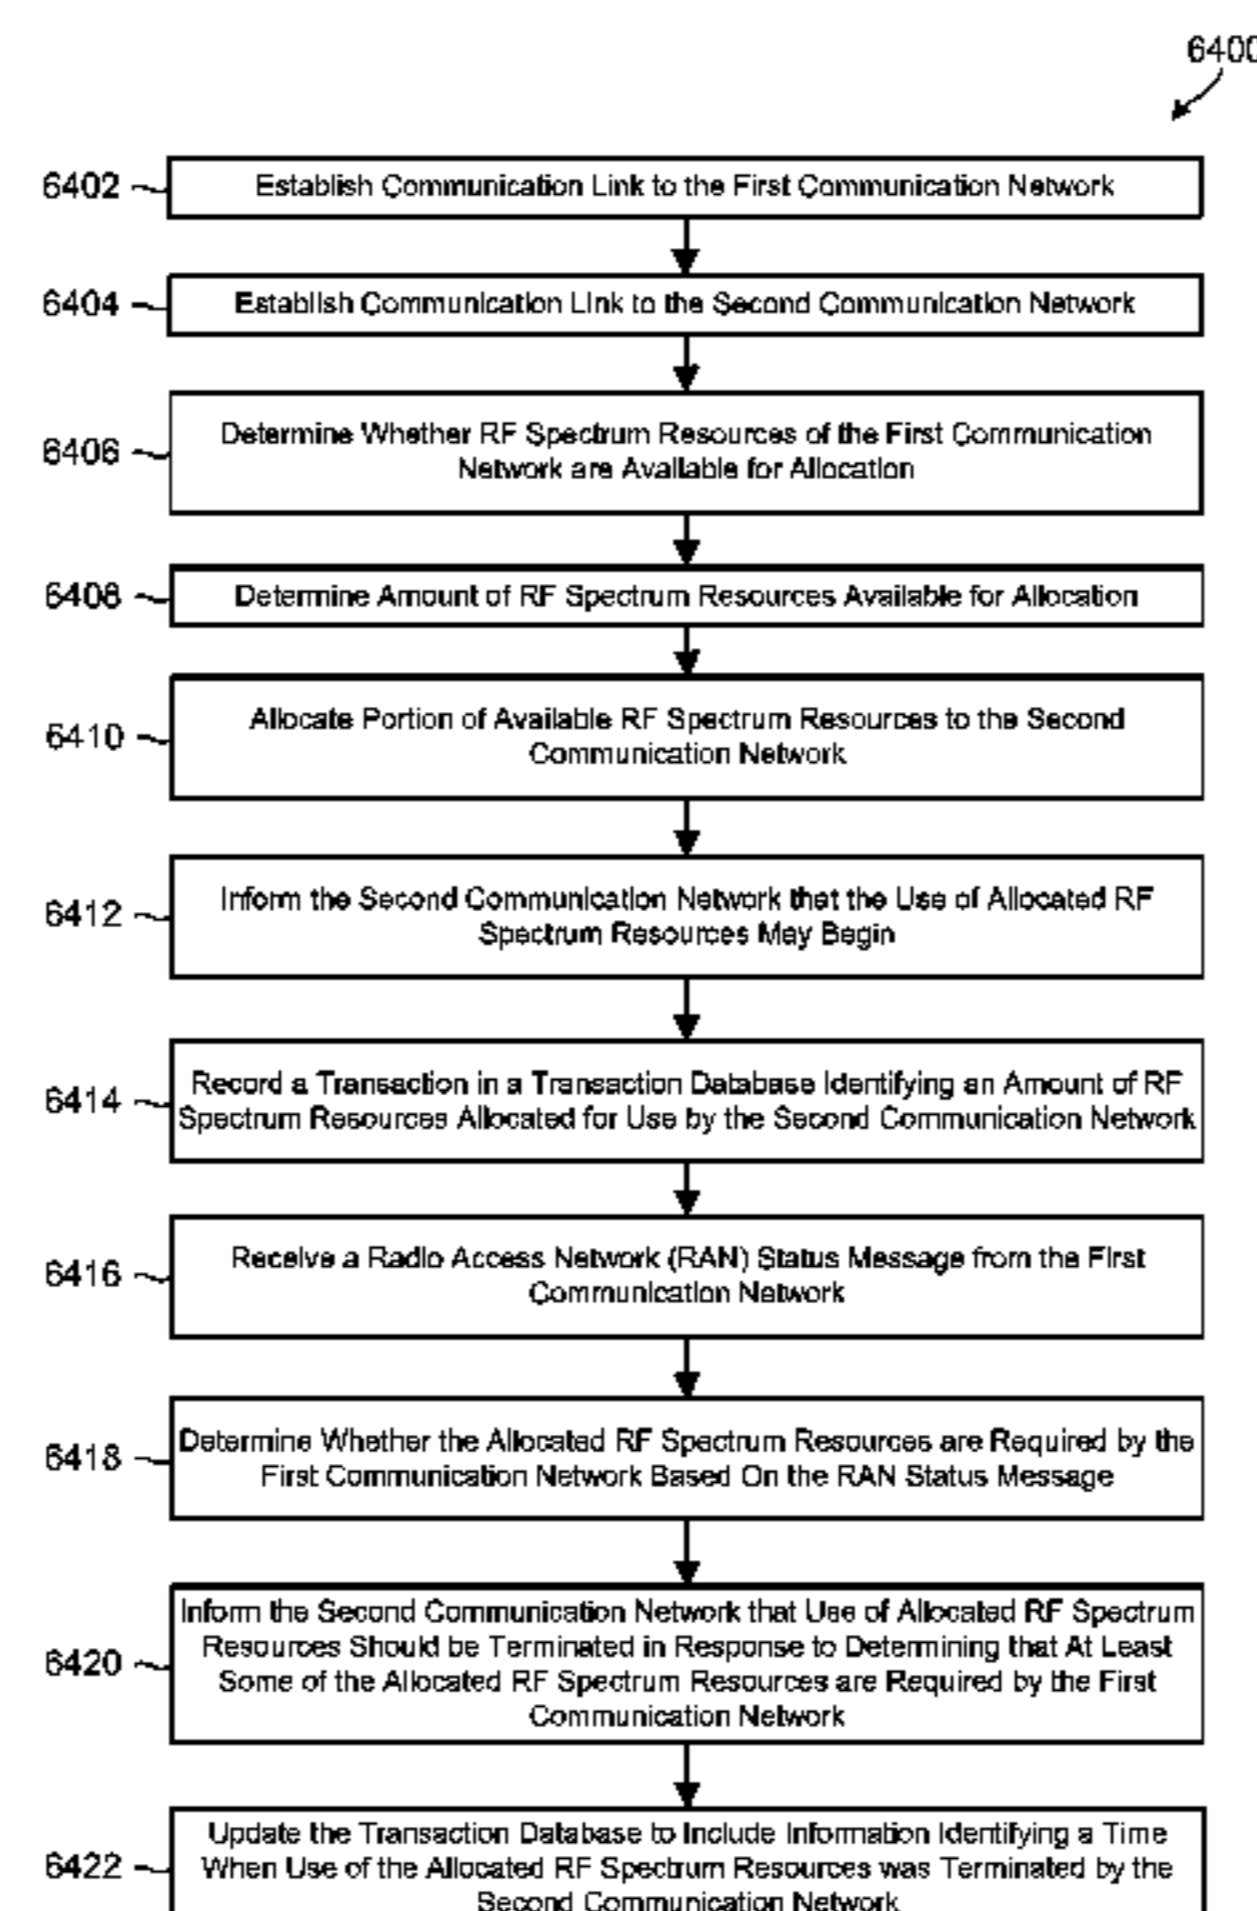 6400
6402
Establish Communication Link to the First Communication Network
6404
Establish Communication Link to the Second Communication Network
6406
Determine Whether RF Spectrum Resources of the First Communication
Network are Available for Allocation
6408
Determine Amount of RF Spectrum Resources Available for Allocation
6410
Allocate Portion of Available RF Spectrum Resources to the Second
Communication Network
6412
Inform the Second Communication Network that the Use of Allocated RF
Spectrum Resources May Begin
6414
Record a Transaction in a Transaction Database Identifying an Amount of RF
Spectrum Resources Allocated for Use by the Second Communication Network
6416
Receive a Radio Access Network (RAN) Status Message from the First
Communication Network
6418
Determine Whether the Allocated RF Spectrum Resources are Required by the
First Communication Network Based On the RAN Status Message
6420
Inform the Second Communication Network that Use of Allocated RF Spectrum
Resources Should be Terminated in Response to Determining that At Least
Some of the Allocated RF Spectrum Resources are Required by the First
Communication Network
6422
Update the Transaction Database to Include Information Identifying a Time
When Use of the Allocated RF Spectrum Resources was Terminated by the
Second Communication Network